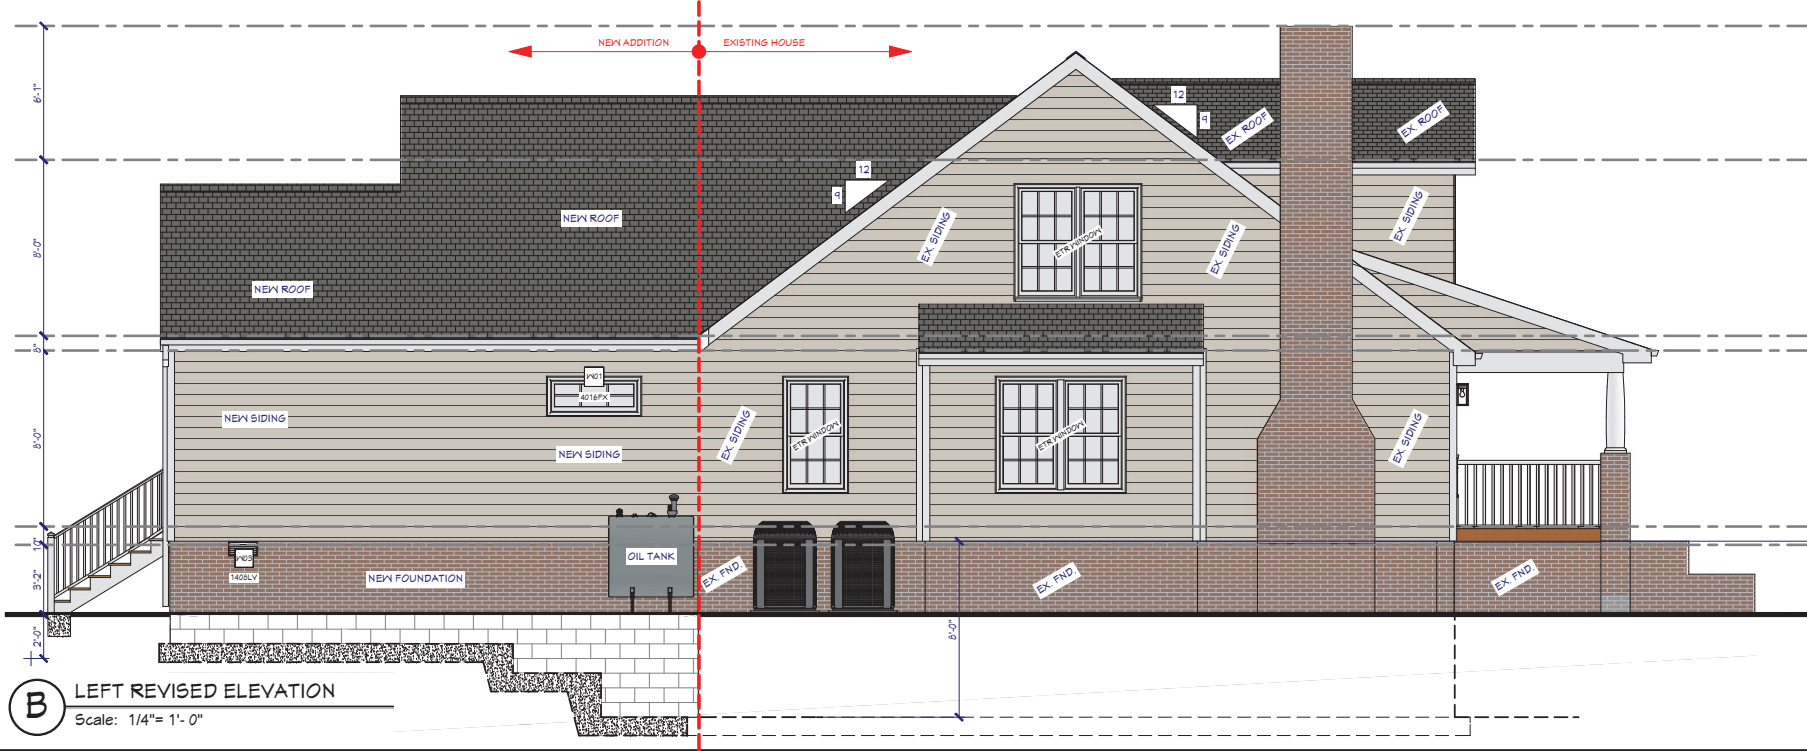 NEW ADDITION
EXISTING HOUSE
6'-1"
12
9
EX. ROOF
EX. ROOF
12
9
NEW ROOF
EX. SIDING
EX. SIDING
EX. SIDING
ETR WINDOW
8'-0"
NEW ROOF
8"
W01
4016FX
NEW SIDING
NEW SIDING
EX. SIDING
ETR WINDOW
ETR WINDOW
EX. SIDING
8'-0"
10"
W03
1408LV
NEW FOUNDATION
OIL TANK
EX. FND.
EX. FND.
EX. FND.
3'-2"
2'-0"
8'-0"
B
LEFT REVISED ELEVATION
Scale: 1/4"= 1'- 0"